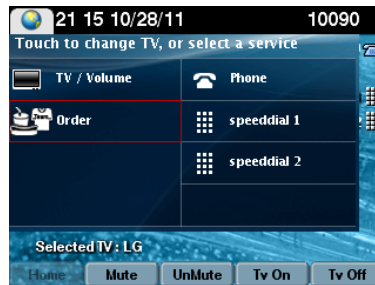 21 15 10/28/11 10090
Touch to change TV, or select a service
TV / Volume
Phone
Order
speeddial 1
speeddial 2
Selected TV : LG
Home Mute UnMute Tv On Tv Off